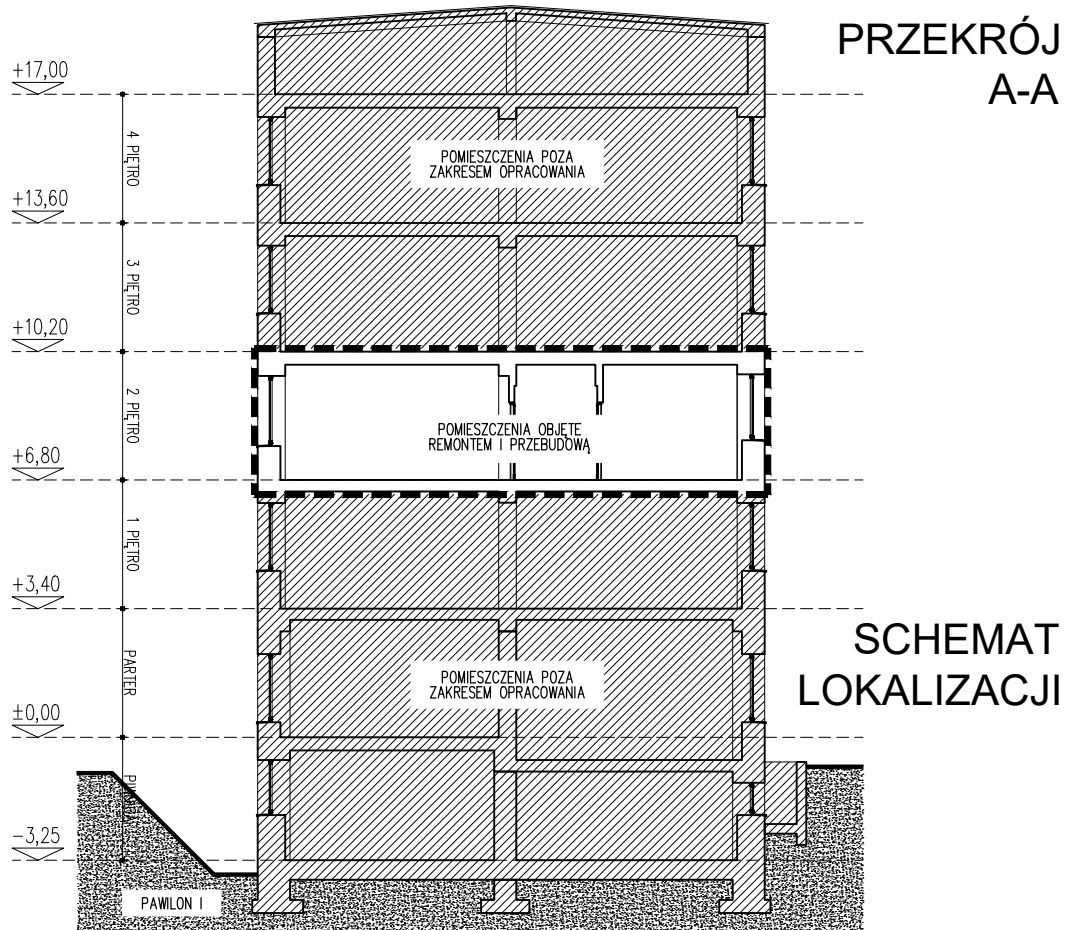 PRZEKRÓJ
A-A
+17,00
4 PIĘTRO
POMIESZCZENIA POZA
ZAKRESEM OPRACOWANIA
+13,60
3 PIĘTRO
+10,20
2 PIĘTRO
POMIESZCZENIA OBJĘTE
REMONTEM I PRZEBUDOWĄ
+6,80
1 PIĘTRO
+3,40
PARTER
POMIESZCZENIA POZA
ZAKRESEM OPRACOWANIA
SCHEMAT
LOKALIZACJI
±0,00
-3,25
PAWILON I